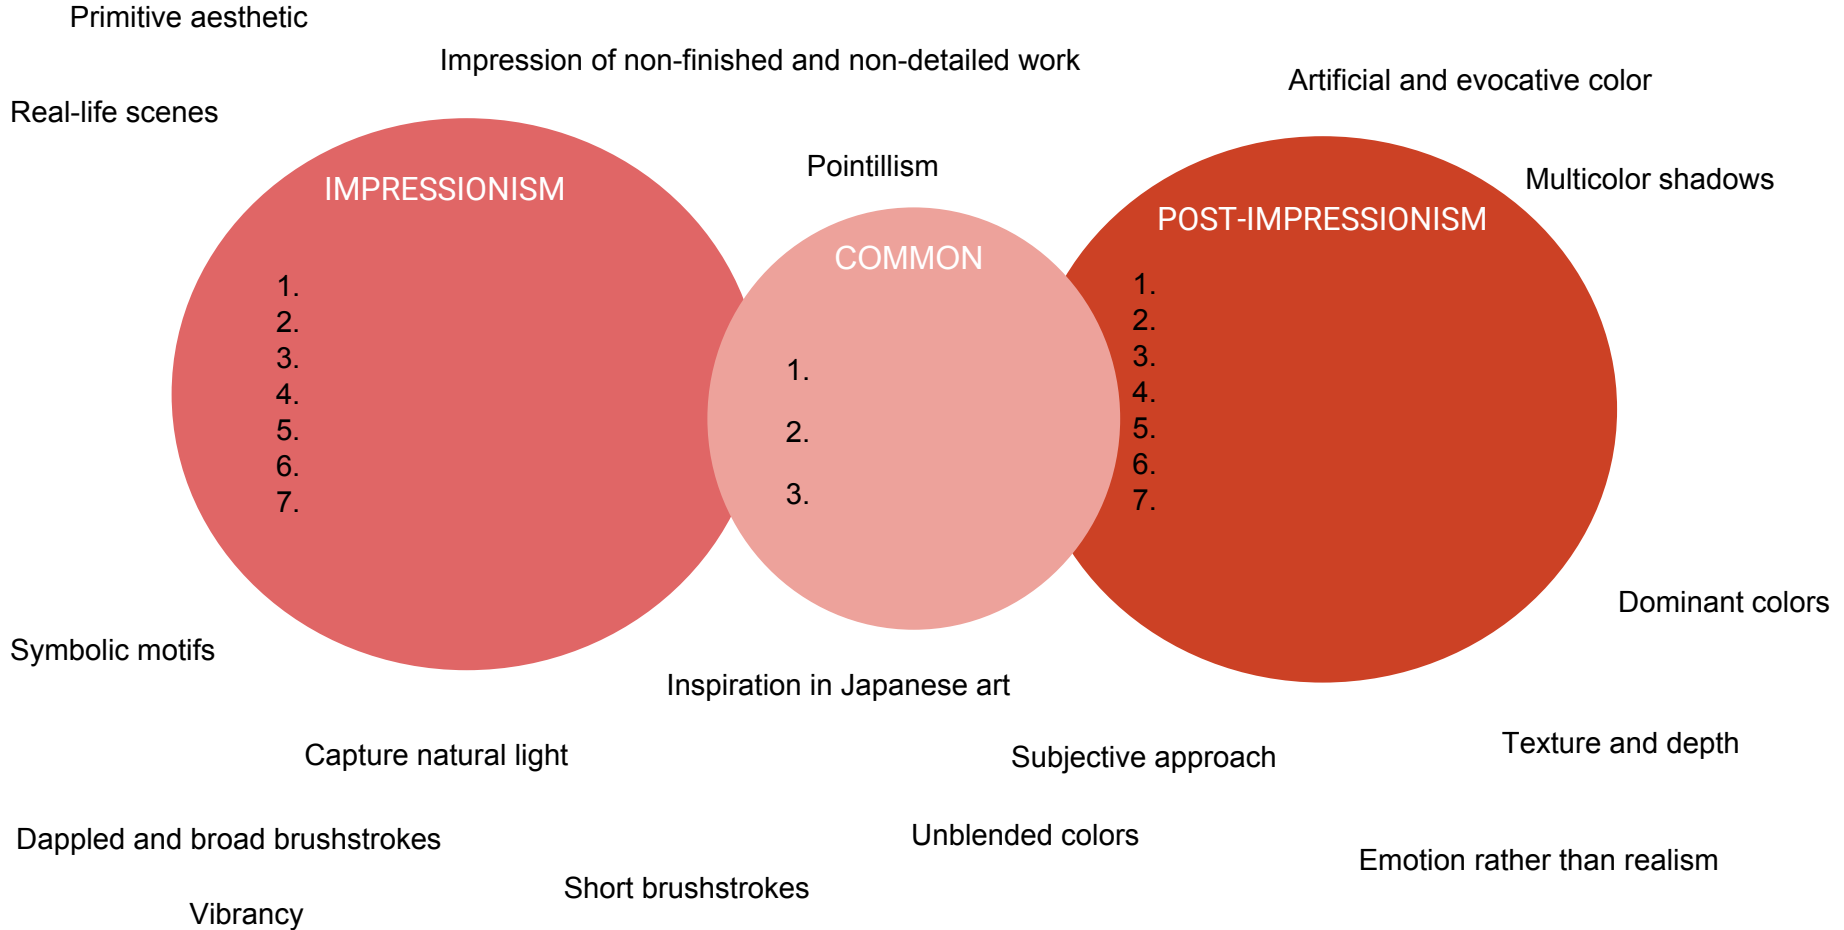 Primitive aesthetic
Impression of non-finished and non-detailed work
Artificial and evocative color
Real-life scenes
Pointillism
Multicolor shadows
IMPRESSIONISM
1.
2.
3.
4.
5.
6.
7.
COMMON
1.
2.
3.
POST-IMPRESSIONISM
1.
2.
3.
4.
5.
6.
7.
Dominant colors
Symbolic motifs
Inspiration in Japanese art
Capture natural light
Subjective approach
Texture and depth
Dappled and broad brushstrokes
Unblended colors
Emotion rather than realism
Short brushstrokes
Vibrancy